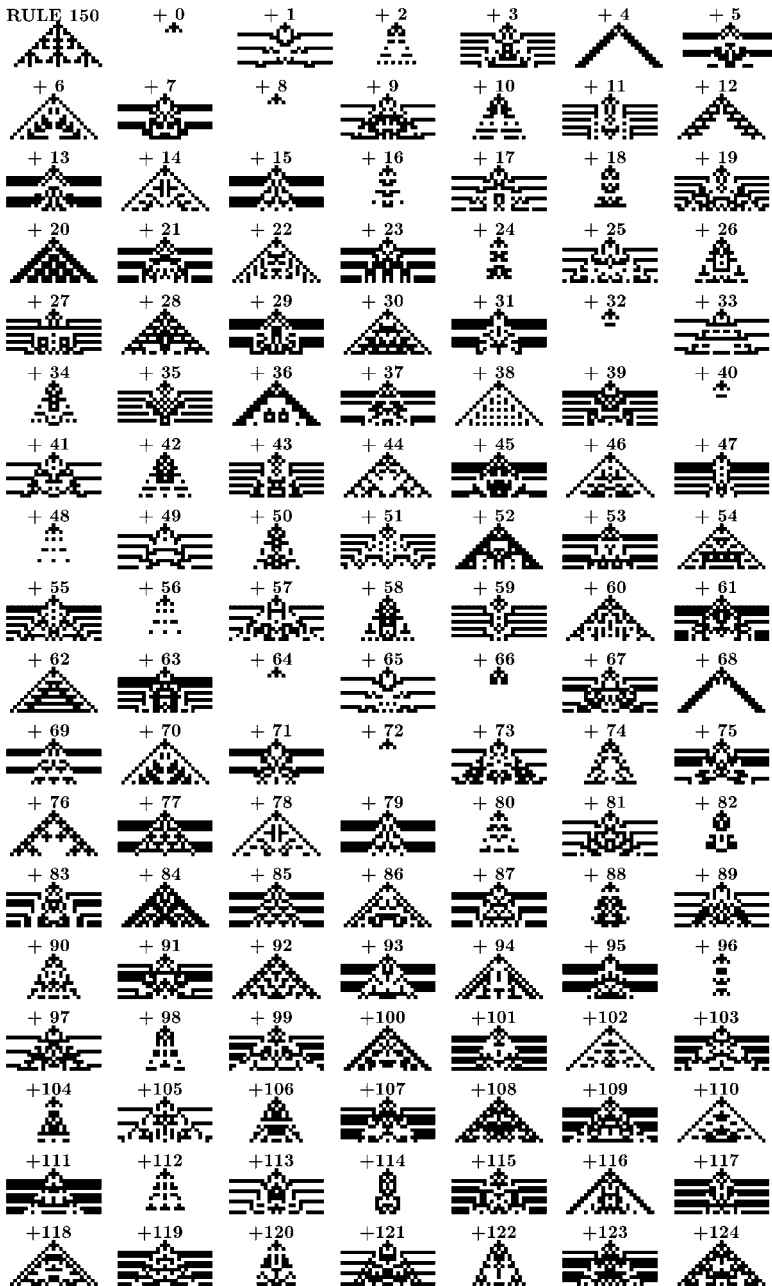 RULE 150 + 0 + 1 + 2 + 3 + 4 + 5
+ 6 + 7 + 8 + 9 + 10 + 11 + 12
+ 13 + 14 + 15 + 16 + 17 + 18 + 19
+ 20 + 21 + 22 + 23 + 24 + 25 + 26
+ 27 + 28 + 29 + 30 + 31 + 32 + 33
+ 34 + 35 + 36 + 37 + 38 + 39 + 40
+ 41 + 42 + 43 + 44 + 45 + 46 + 47
+ 48 + 49 + 50 + 51 + 52 + 53 + 54
+ 55 + 56 + 57 + 58 + 59 + 60 + 61
+ 62 + 63 + 64 + 65 + 66 + 67 + 68
+ 69 + 70 + 71 + 72 + 73 + 74 + 75
+ 76 + 77 + 78 + 79 + 80 + 81 + 82
+ 83 + 84 + 85 + 86 + 87 + 88 + 89
+ 90 + 91 + 92 + 93 + 94 + 95 + 96
+ 97 + 98 + 99 +100 +101 +102 +103
+104 +105 +106 +107 +108 +109 +110
+111 +112 +113 +114 +115 +116 +117
+118 +119 +120 +121 +122 +123 +124